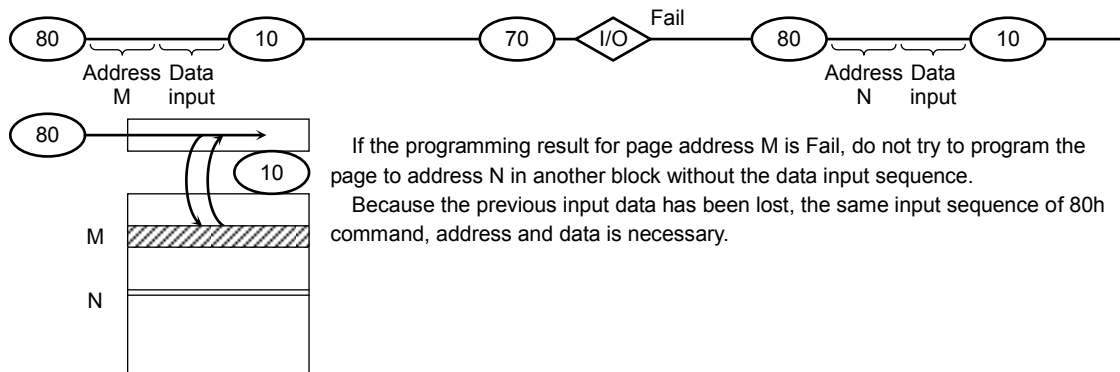 Fail
80 10 70 I/O 80 10
Address Data Address Data
M input N input
80
If the programming result for page address M is Fail, do not try to program the
page to address N in another block without the data input sequence.
10
Because the previous input data has been lost, the same input sequence of 80h
command, address and data is necessary.
M
N